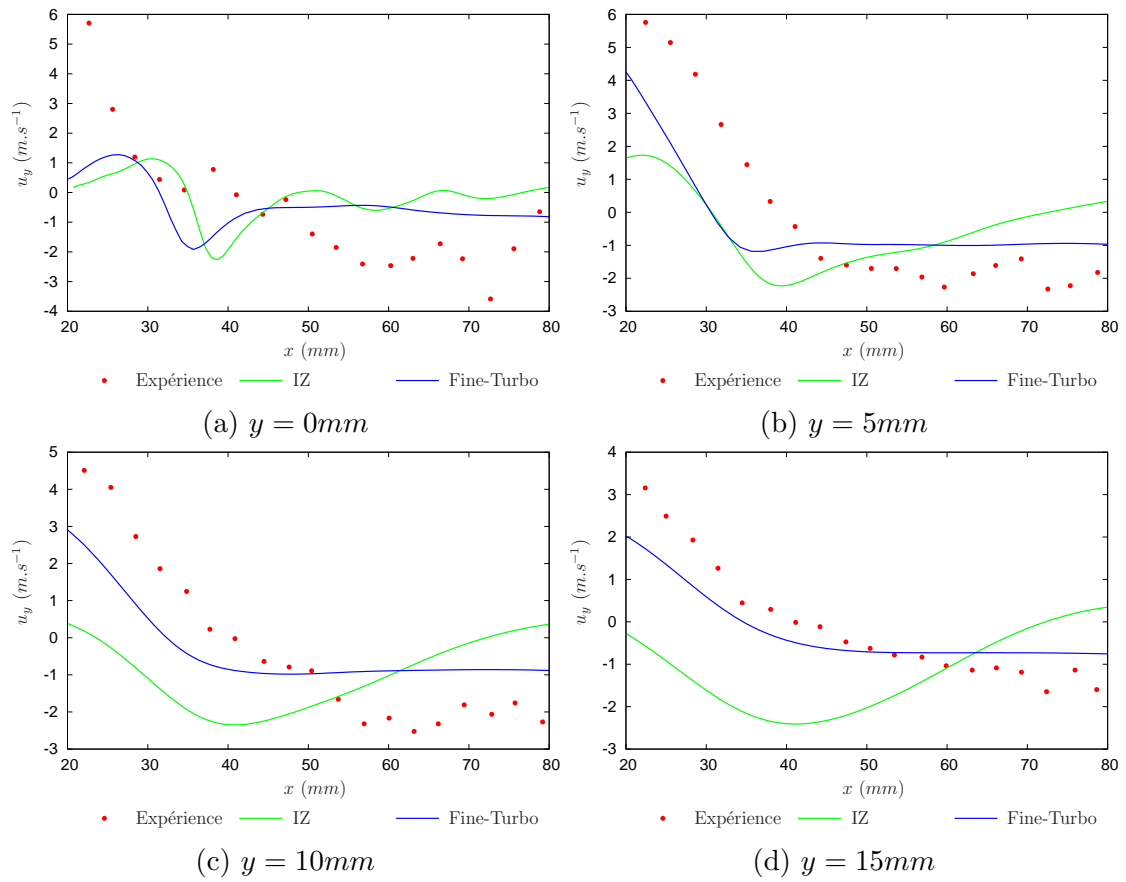 6
5
4
3
2
1
0
-1
-2
-3
-4
20 30 40 50 60 70 80
u_y (m.s⁻¹)
x (mm)
Expérience IZ Fine-Turbo
(a) y = 0mm
6
5
4
3
2
1
0
-1
-2
-3
20 30 40 50 60 70 80
u_y (m.s⁻¹)
x (mm)
Expérience IZ Fine-Turbo
(b) y = 5mm
5
4
3
2
1
0
-1
-2
-3
20 30 40 50 60 70 80
u_y (m.s⁻¹)
x (mm)
Expérience IZ Fine-Turbo
(c) y = 10mm
4
3
2
1
0
-1
-2
-3
20 30 40 50 60 70 80
u_y (m.s⁻¹)
x (mm)
Expérience IZ Fine-Turbo
(d) y = 15mm